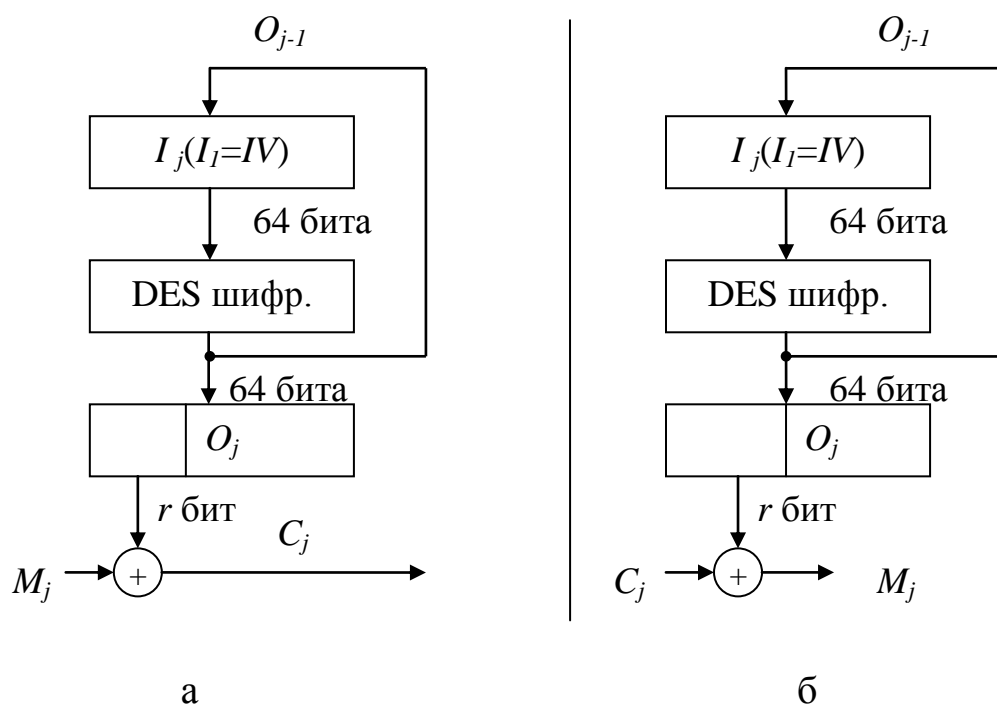 O_{j-1}
I_j(I_1=IV)
64 бита
DES шифр.
64 бита
O_j
r бит
C_j
M_j
+
а
O_{j-1}
I_j(I_1=IV)
64 бита
DES шифр.
64 бита
O_j
r бит
C_j
+
M_j
б